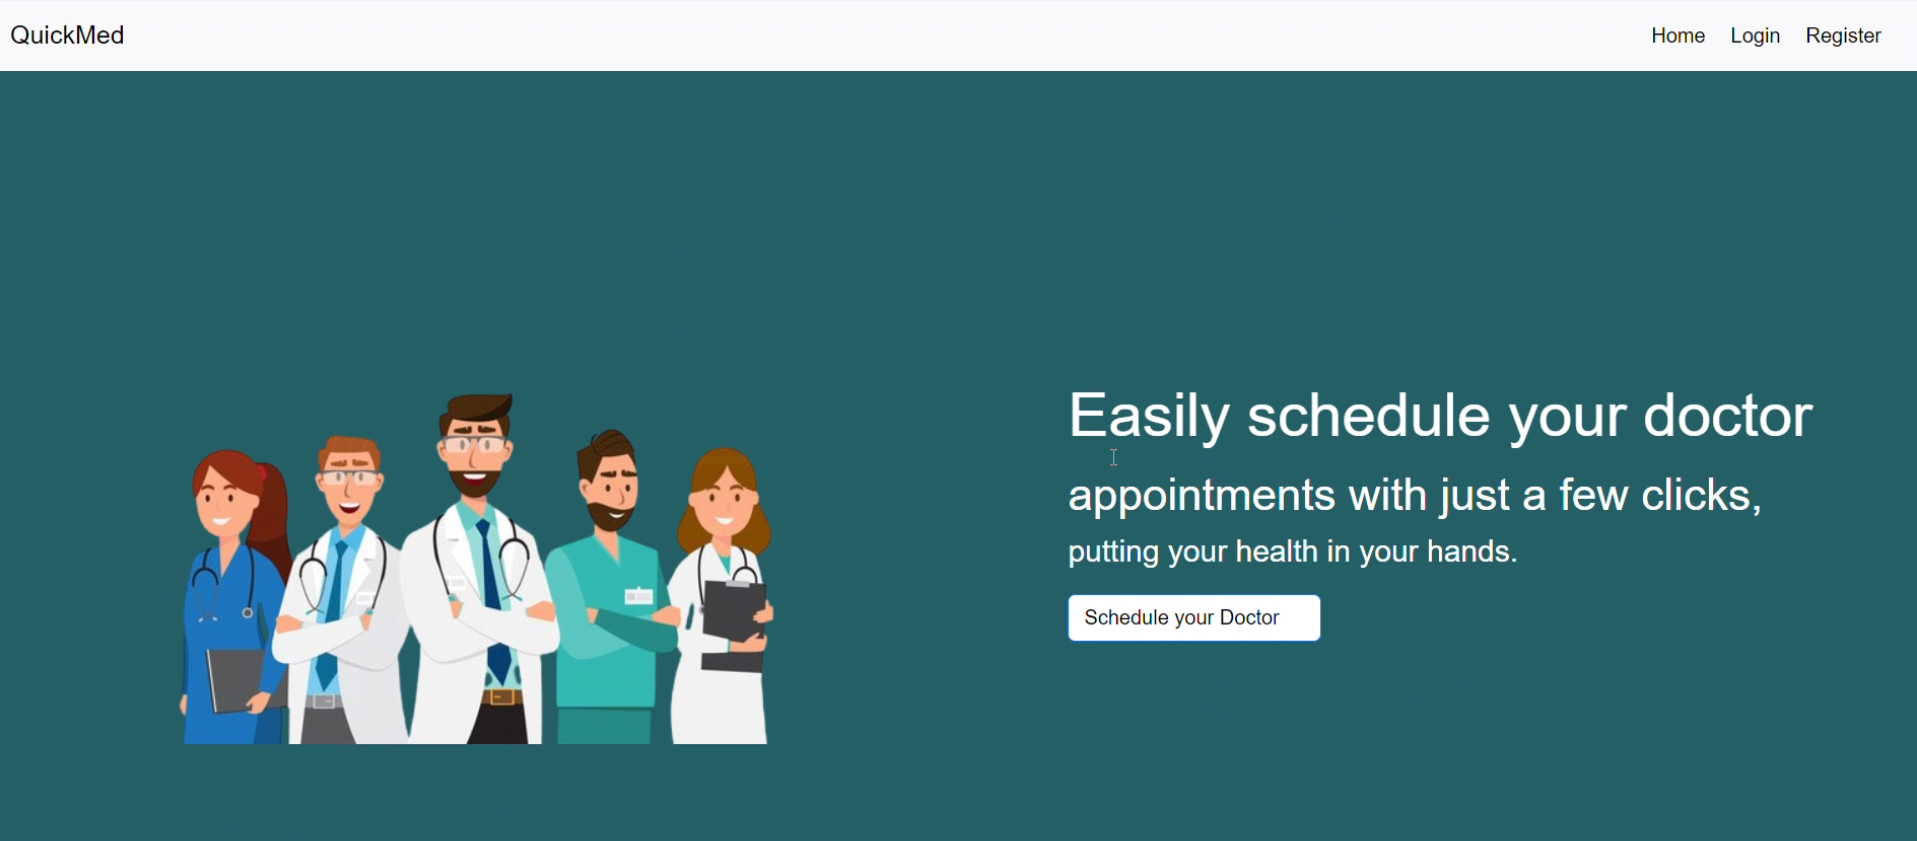 QuickMed
Home Login Register
Easily schedule your doctor
appointments with just a few clicks,
putting your health in your hands.
Schedule your Doctor